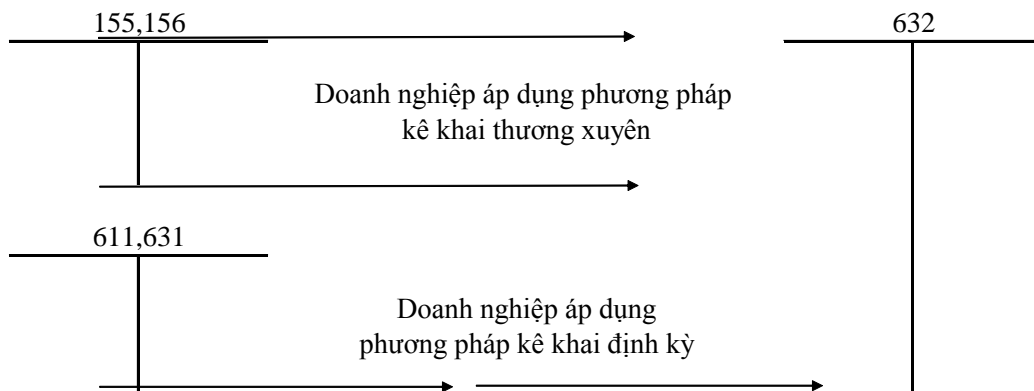 155,156
632
Doanh nghiệp áp dụng phương pháp
kê khai thương xuyên
611,631
Doanh nghiệp áp dụng
phương pháp kê khai định kỳ